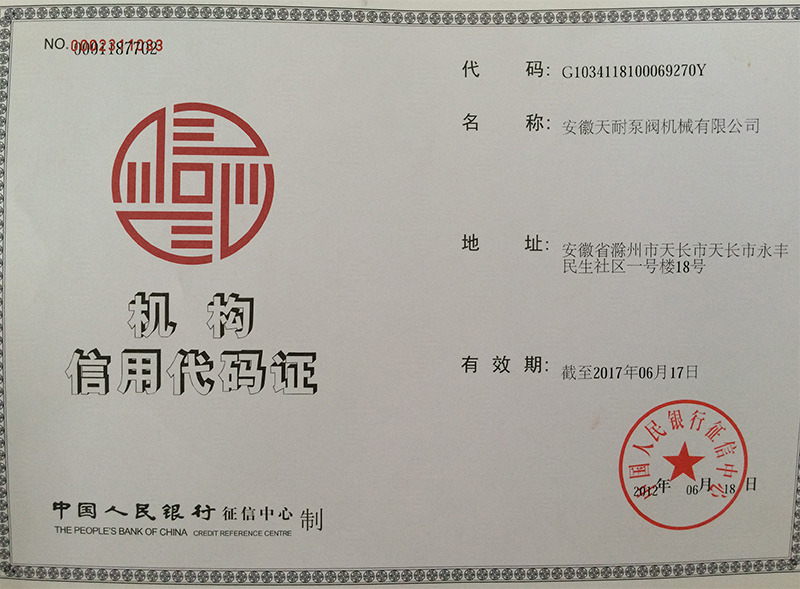 NO.
代 码: G1034118100069270Y
名 称: 安徽天耐泵阀机械有限公司
地 址: 安徽省滁州市天长市天长市永丰
民生社区一号楼18号
机 构
信用代码证
有 效 期: 截至2017年06月17日
中国人民银行征信中心
2012年 06月 18日
中国人民银行 征信中心 制
THE PEOPLE'S BANK OF CHINA CREDIT REFERENCE CENTRE